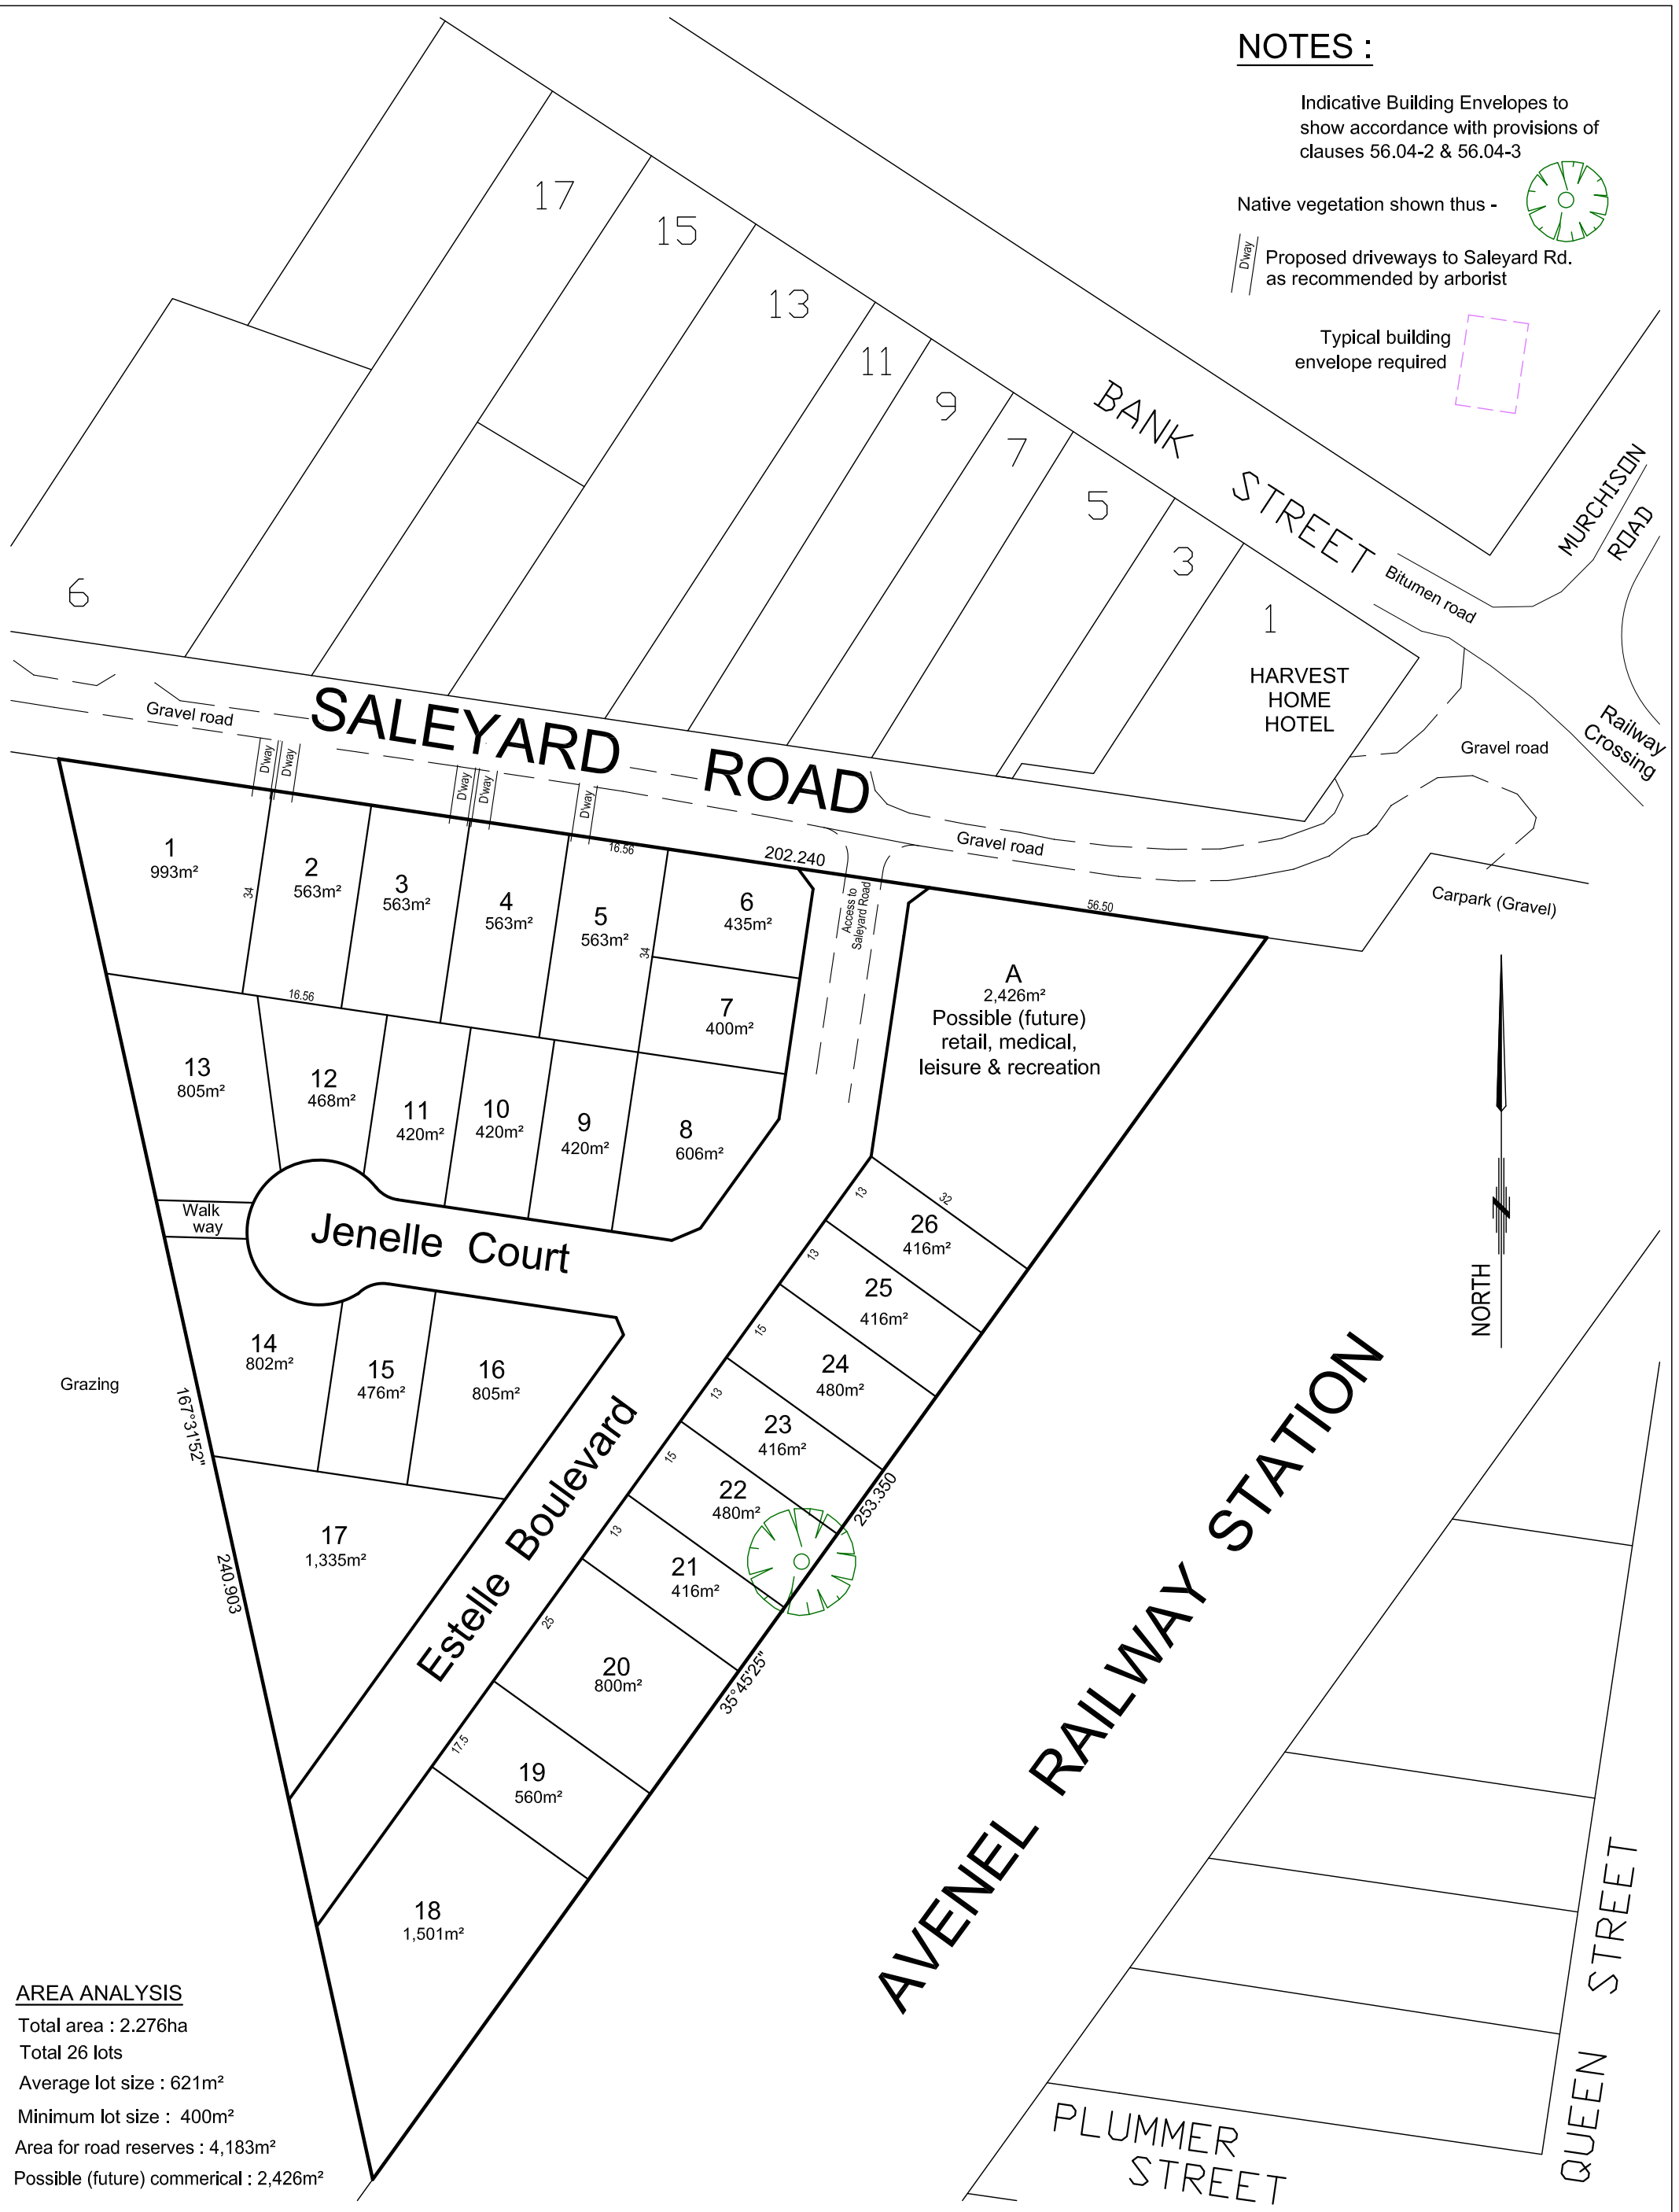 NOTES :
Indicative Building Envelopes to
show accordance with provisions of
clauses 56.04-2 & 56.04-3
Native vegetation shown thus -
D'way
Proposed driveways to Saleyard Rd.
as recommended by arborist
Typical building
envelope required
17
15
13
11
9
7
5
3
1
6
BANK STREET
MURCHISON
ROAD
Bitumen road
HARVEST
HOME
HOTEL
Railway
Crossing
Gravel road
Gravel road
SALEYARD ROAD
Gravel road
Carpark (Gravel)
D'way
D'way
D'way
D'way
D'way
16.56
202.240
56.50
Access to
Saleyard Road
1
993m²
34
2
563m²
3
563m²
4
563m²
5
563m²
34
6
435m²
7
400m²
16.56
A
2,426m²
Possible (future)
retail, medical,
leisure & recreation
13
805m²
12
468m²
11
420m²
10
420m²
9
420m²
8
606m²
Walk
way
Jenelle Court
14
802m²
15
476m²
16
805m²
Grazing
167°31'52"
240.903
17
1,335m²
Estelle Boulevard
13
32
26
416m²
13
25
416m²
15
24
480m²
13
23
416m²
15
22
480m²
253.350
13
21
416m²
25
20
800m²
35°45'25"
17.5
19
560m²
18
1,501m²
NORTH
N
AVENEL RAILWAY STATION
QUEEN STREET
PLUMMER
STREET
AREA ANALYSIS
Total area : 2.276ha
Total 26 lots
Average lot size : 621m²
Minimum lot size : 400m²
Area for road reserves : 4,183m²
Possible (future) commerical : 2,426m²